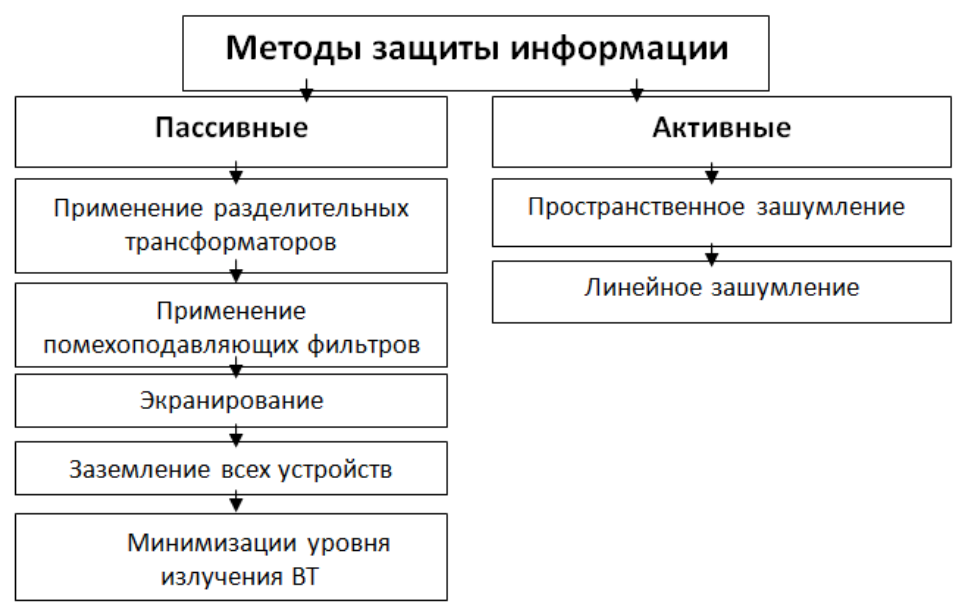 Методы защиты информации
Пассивные
Применение разделительных
трансформаторов
Применение
помехоподавляющих фильтров
Экранирование
Заземление всех устройств
Минимизации уровня
излучения ВТ
Активные
Пространственное зашумление
Линейное зашумление